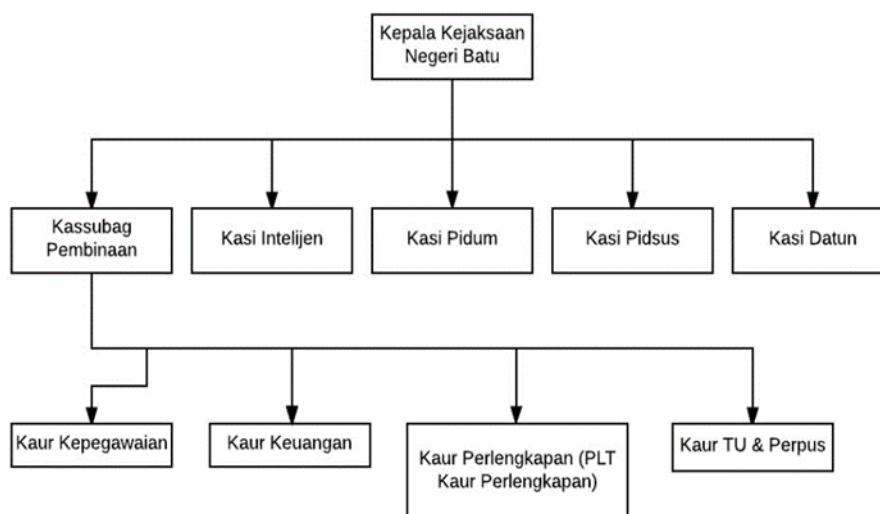 Kepala Kejaksaan
Negeri Batu
Kassubag
Pembinaan
Kasi Intelijen
Kasi Pidum
Kasi Pidsus
Kasi Datun
Kaur Kepegawaian
Kaur Keuangan
Kaur Perlengkapan (PLT
Kaur Perlengkapan)
Kaur TU & Perpus